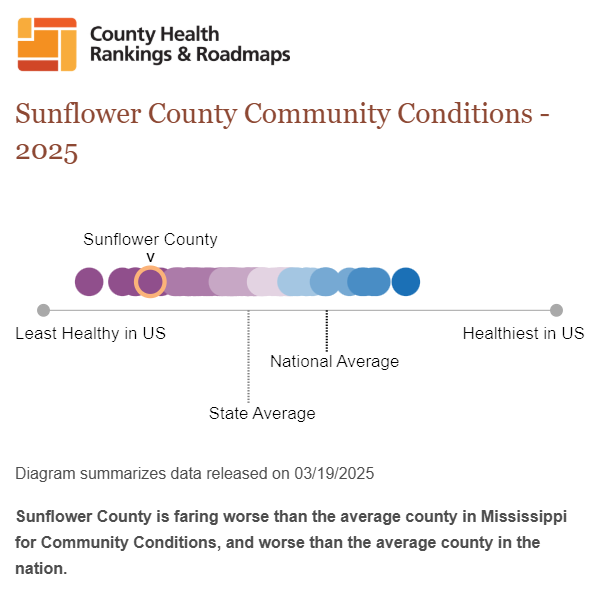 County Health
Rankings & Roadmaps
Sunflower County Community Conditions -
2025
Sunflower County
v
Least Healthy in US
Healthiest in US
National Average
State Average
Diagram summarizes data released on 03/19/2025
Sunflower County is faring worse than the average county in Mississippi
for Community Conditions, and worse than the average county in the
nation.